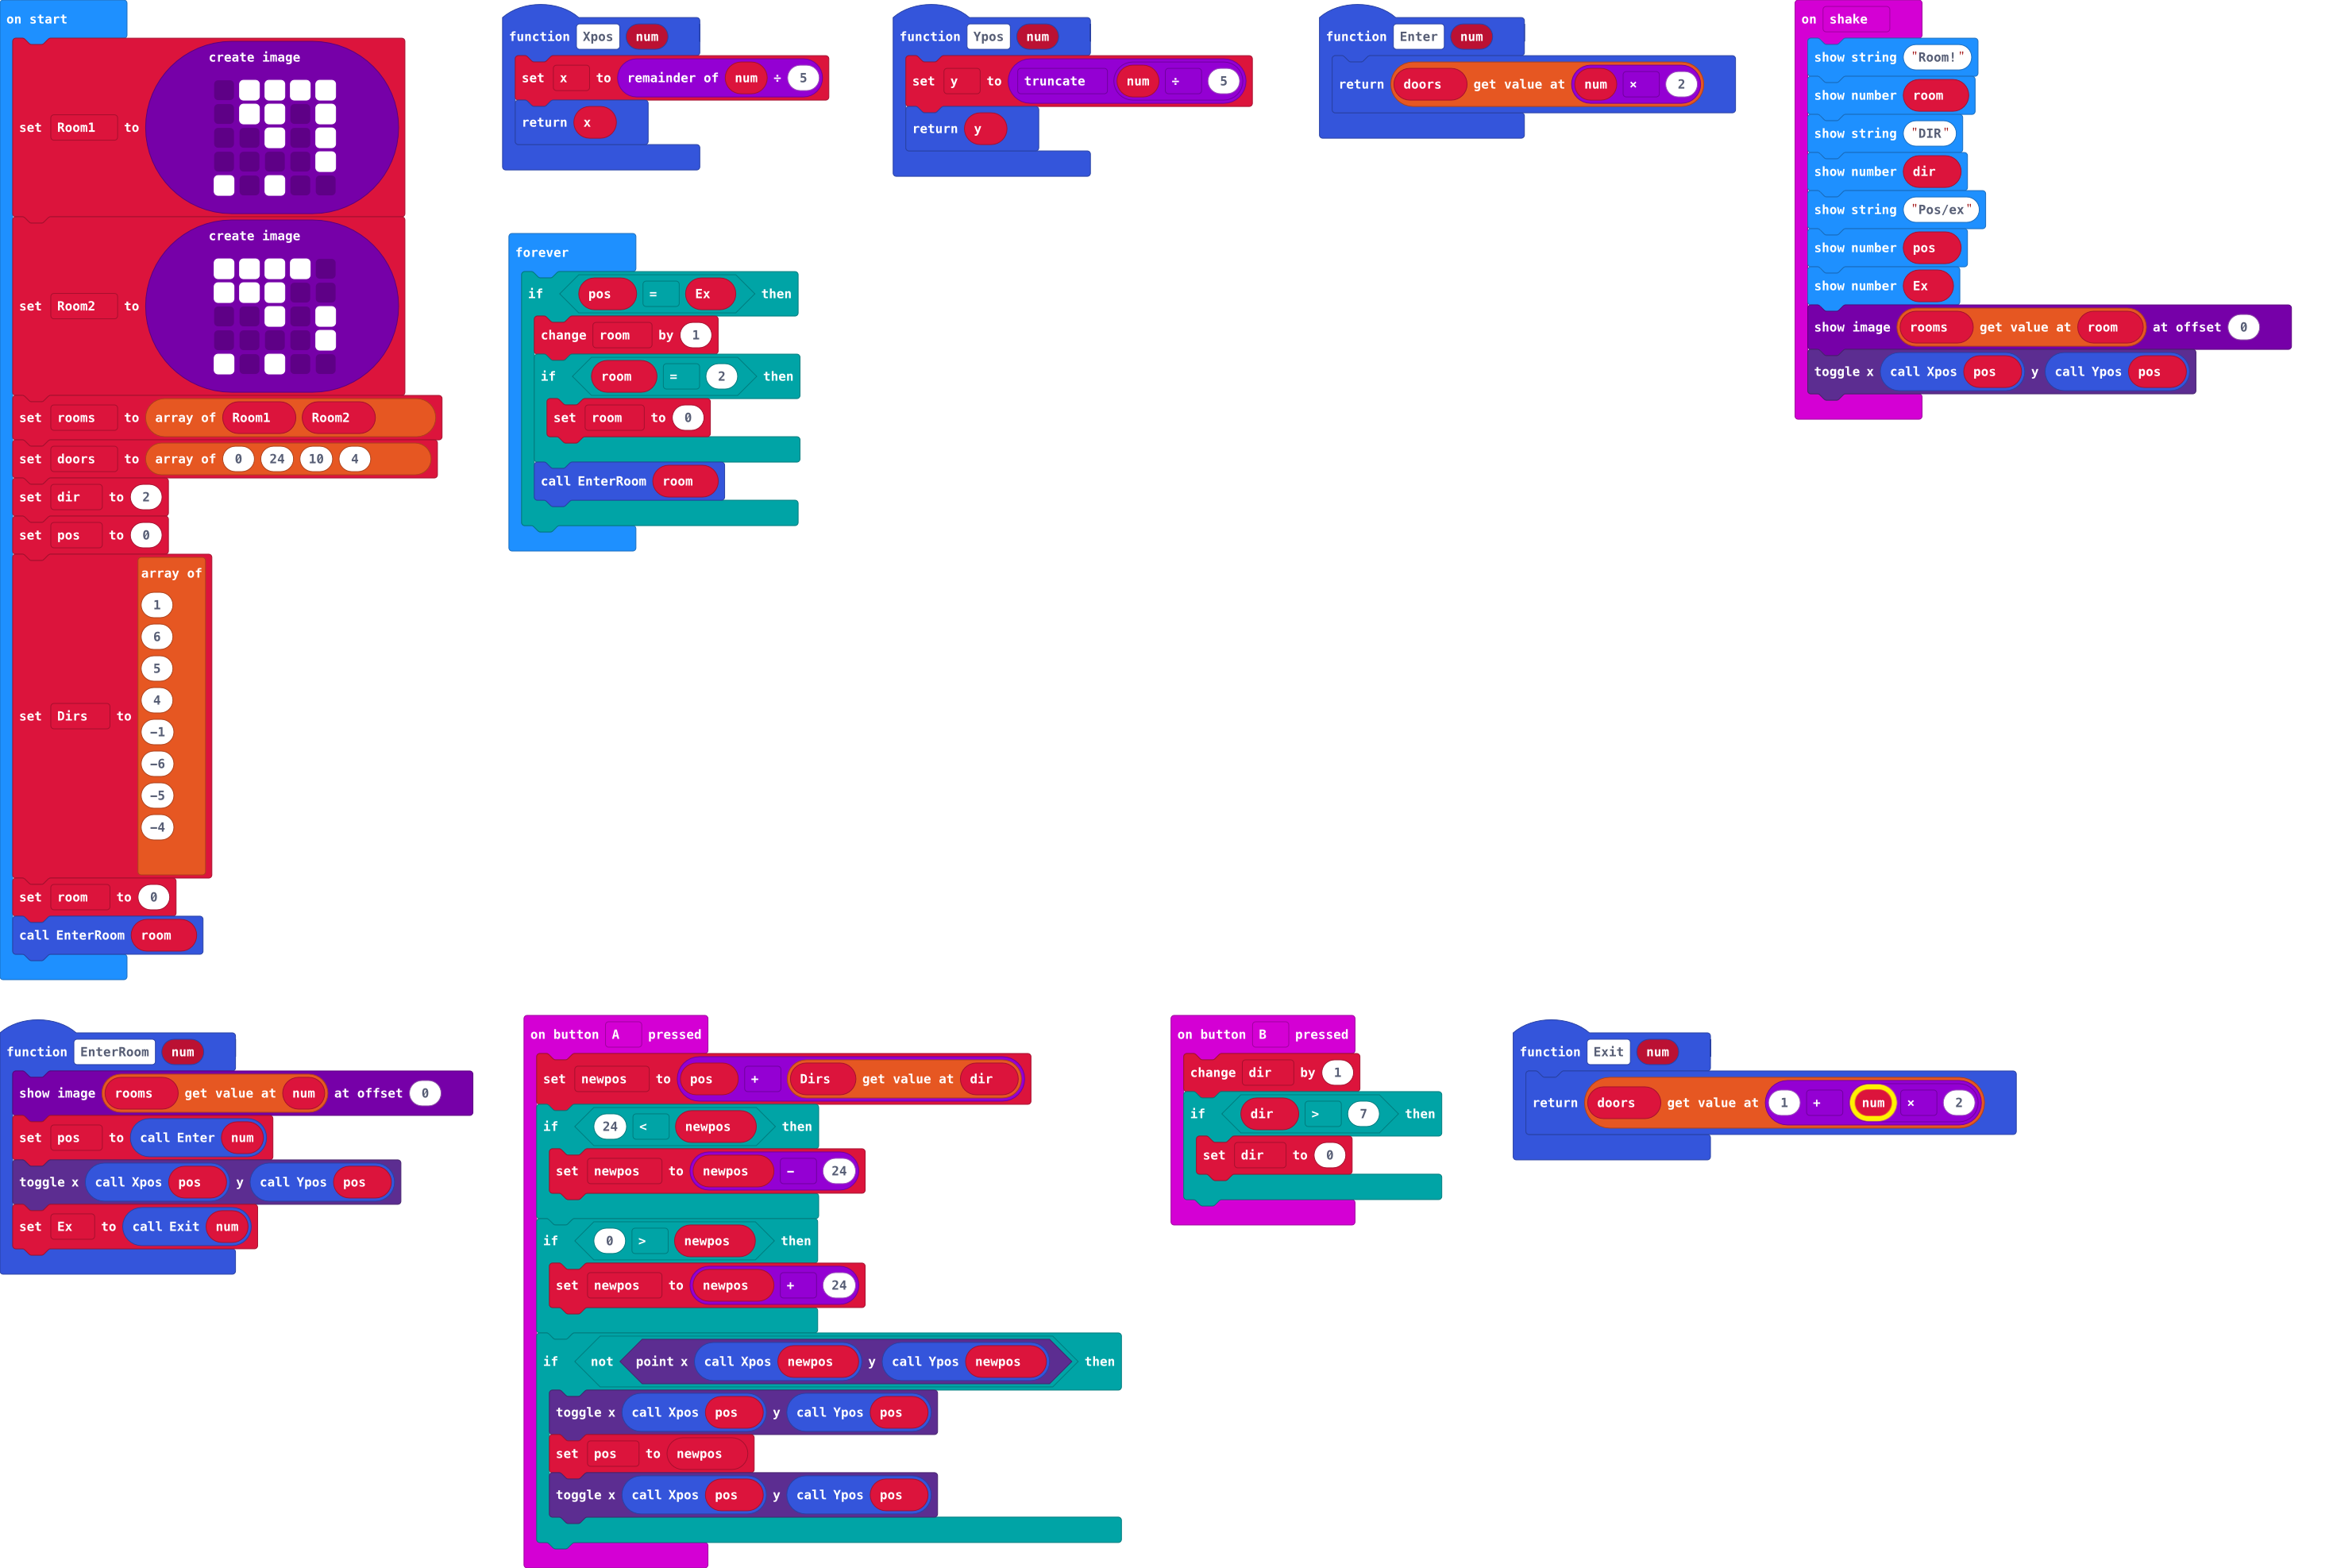 on start
create image
set Room1 to
create image
set Room2 to
set rooms to array of Room1 Room2
set doors to array of 0 24 10 4
set dir to 2
set pos to 0
array of
1
6
5
4
set Dirs to
-1
-6
-5
-4
set room to 0
call EnterRoom room
function Xpos num
set x to remainder of num ÷ 5
return x
function Ypos num
set y to truncate num ÷ 5
return y
function Enter num
return doors get value at num × 2
on shake
show string "Room!"
show number room
show string "DIR"
show number dir
show string "Pos/ex"
show number pos
show number Ex
show image rooms get value at room at offset 0
toggle x call Xpos pos y call Ypos pos
forever
if pos = Ex then
change room by 1
if room = 2 then
set room to 0
call EnterRoom room
function EnterRoom num
show image rooms get value at num at offset 0
set pos to call Enter num
toggle x call Xpos pos y call Ypos pos
set Ex to call Exit num
on button A pressed
set newpos to pos + Dirs get value at dir
if 24 < newpos then
set newpos to newpos - 24
if 0 > newpos then
set newpos to newpos + 24
if not point x call Xpos newpos y call Ypos newpos then
toggle x call Xpos pos y call Ypos pos
set pos to newpos
toggle x call Xpos pos y call Ypos pos
on button B pressed
change dir by 1
if dir > 7 then
set dir to 0
function Exit num
return doors get value at 1 + num × 2